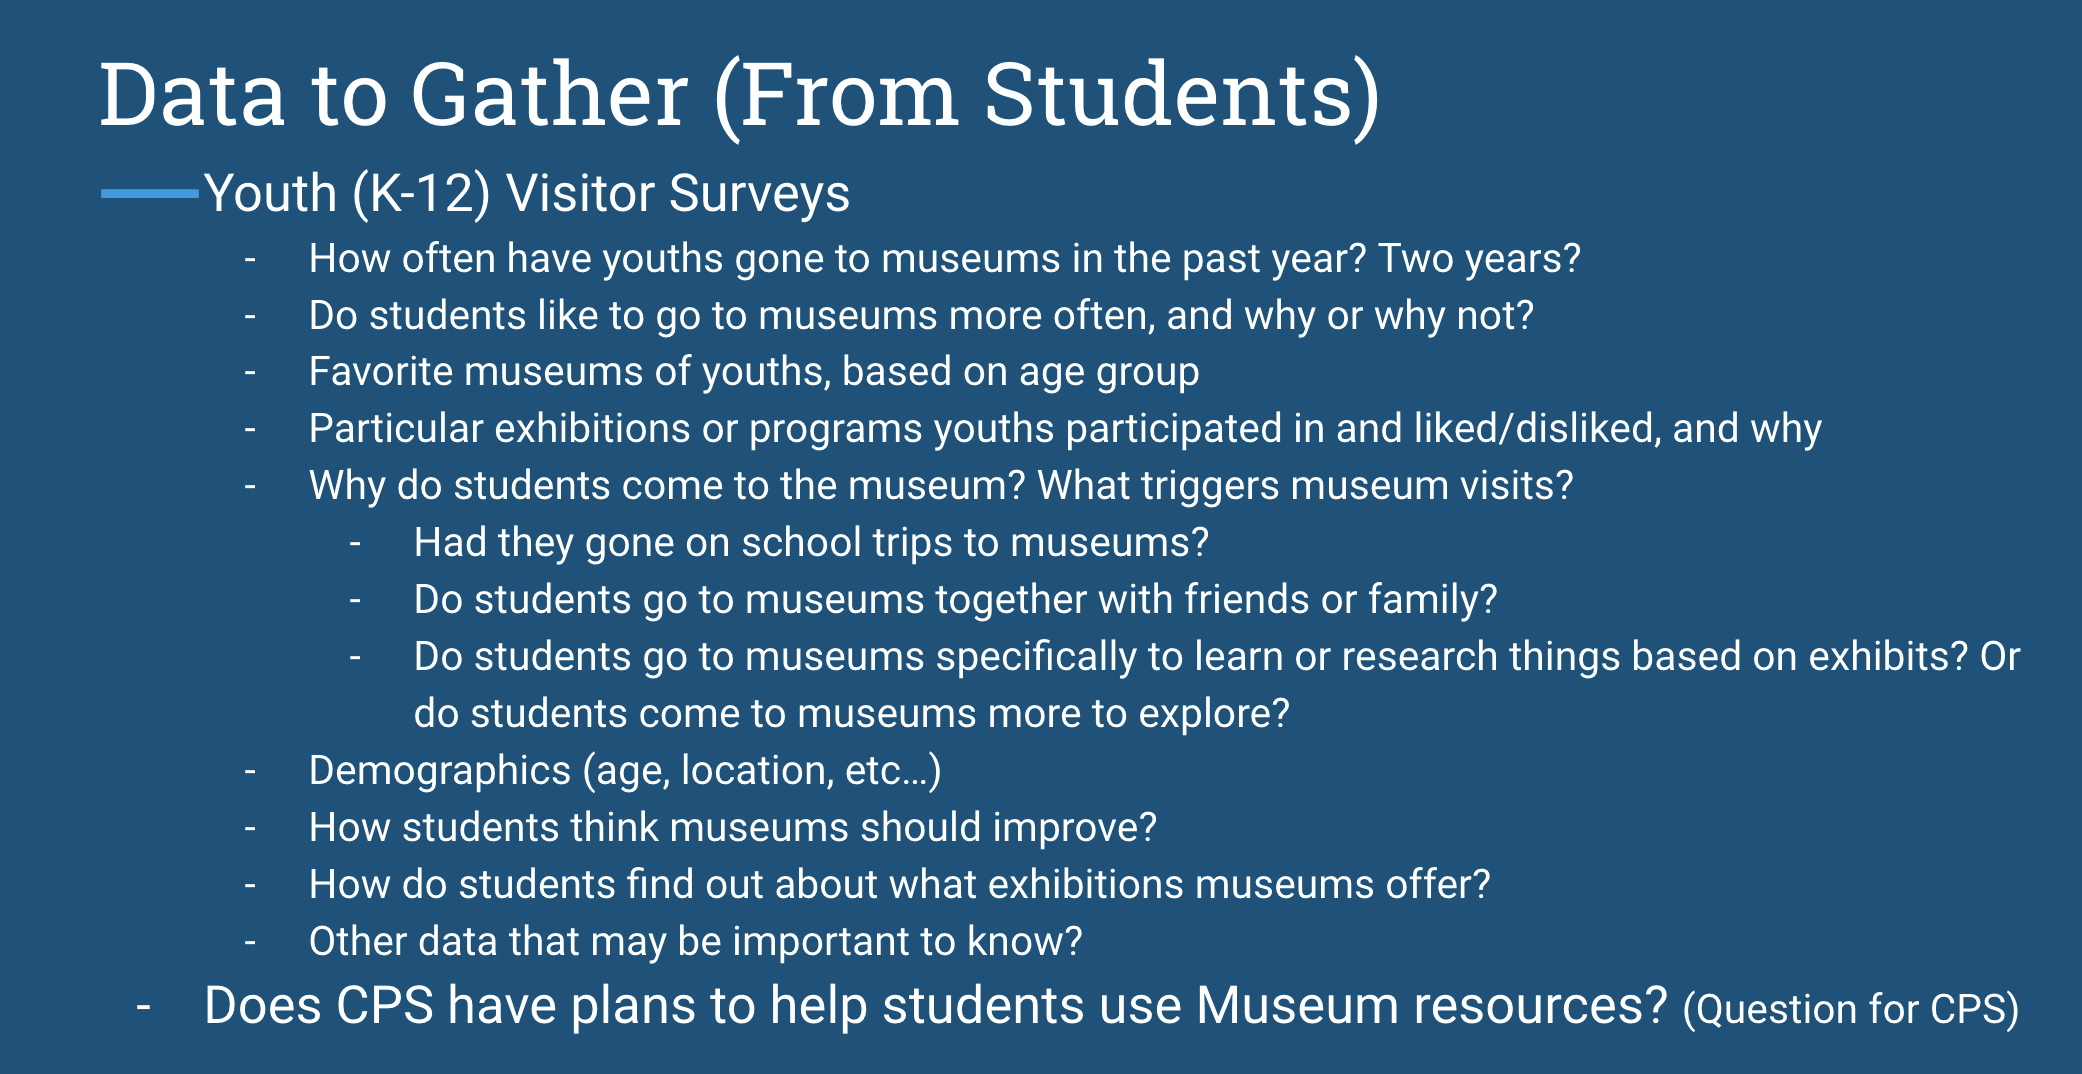 Data to Gather (From Students)
Youth (K-12) Visitor Surveys
- How often have youths gone to museums in the past year? Two years?
- Do students like to go to museums more often, and why or why not?
- Favorite museums of youths, based on age group
- Particular exhibitions or programs youths participated in and liked/disliked, and why
- Why do students come to the museum? What triggers museum visits?
- Had they gone on school trips to museums?
- Do students go to museums together with friends or family?
- Do students go to museums specifically to learn or research things based on exhibits? Or
do students come to museums more to explore?
- Demographics (age, location, etc…)
- How students think museums should improve?
- How do students find out about what exhibitions museums offer?
- Other data that may be important to know?
- Does CPS have plans to help students use Museum resources? (Question for CPS)